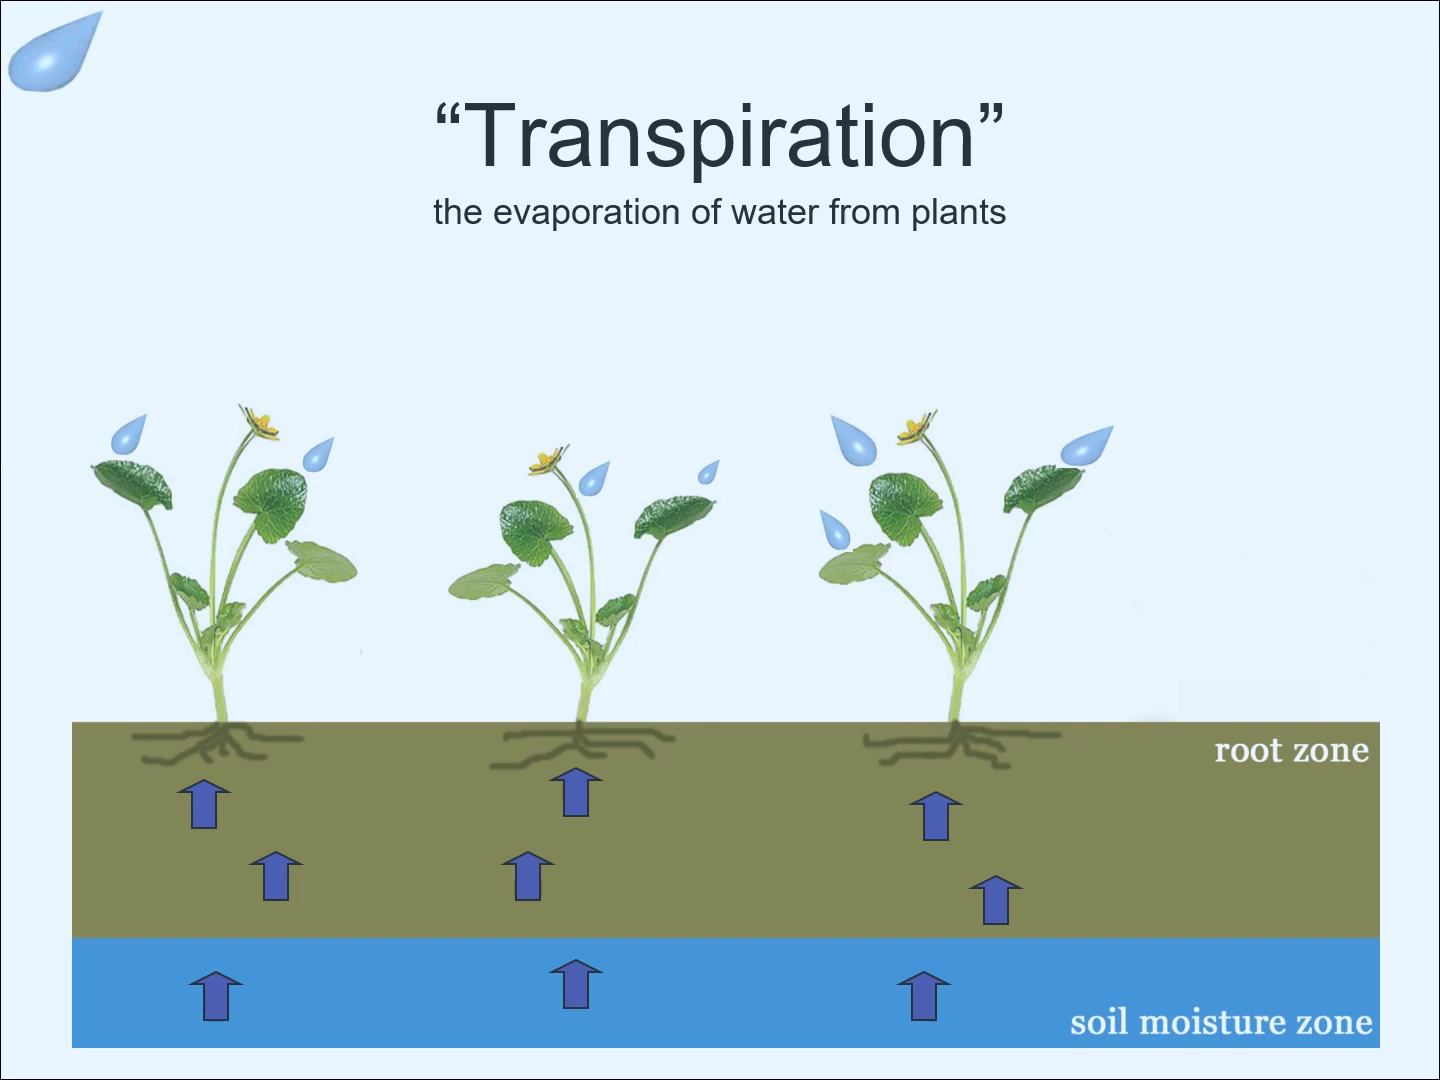 “Transpiration”
the evaporation of water from plants
root zone
soil moisture zone